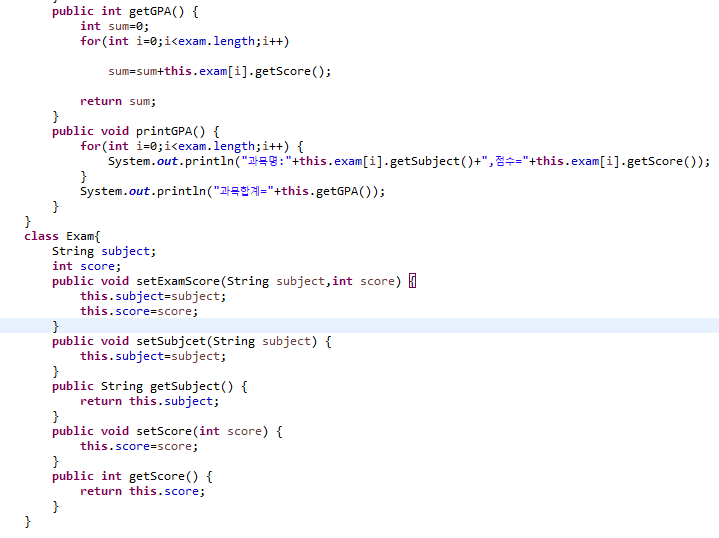 public int getGPA() {
int sum=0;
for(int i=0;i<exam.length;i++)
sum=sum+this.exam[i].getScore();
return sum;
}
public void printGPA() {
for(int i=0;i<exam.length;i++) {
System.out.println("과목명:"+this.exam[i].getSubject()+",점수="+this.exam[i].getScore());
}
System.out.println("과목합계="+this.getGPA());
}
}
class Exam{
String subject;
int score;
public void setExamScore(String subject,int score) {
this.subject=subject;
this.score=score;
}
public void setSubjcet(String subject) {
this.subject=subject;
}
public String getSubject() {
return this.subject;
}
public void setScore(int score) {
this.score=score;
}
public int getScore() {
return this.score;
}
}